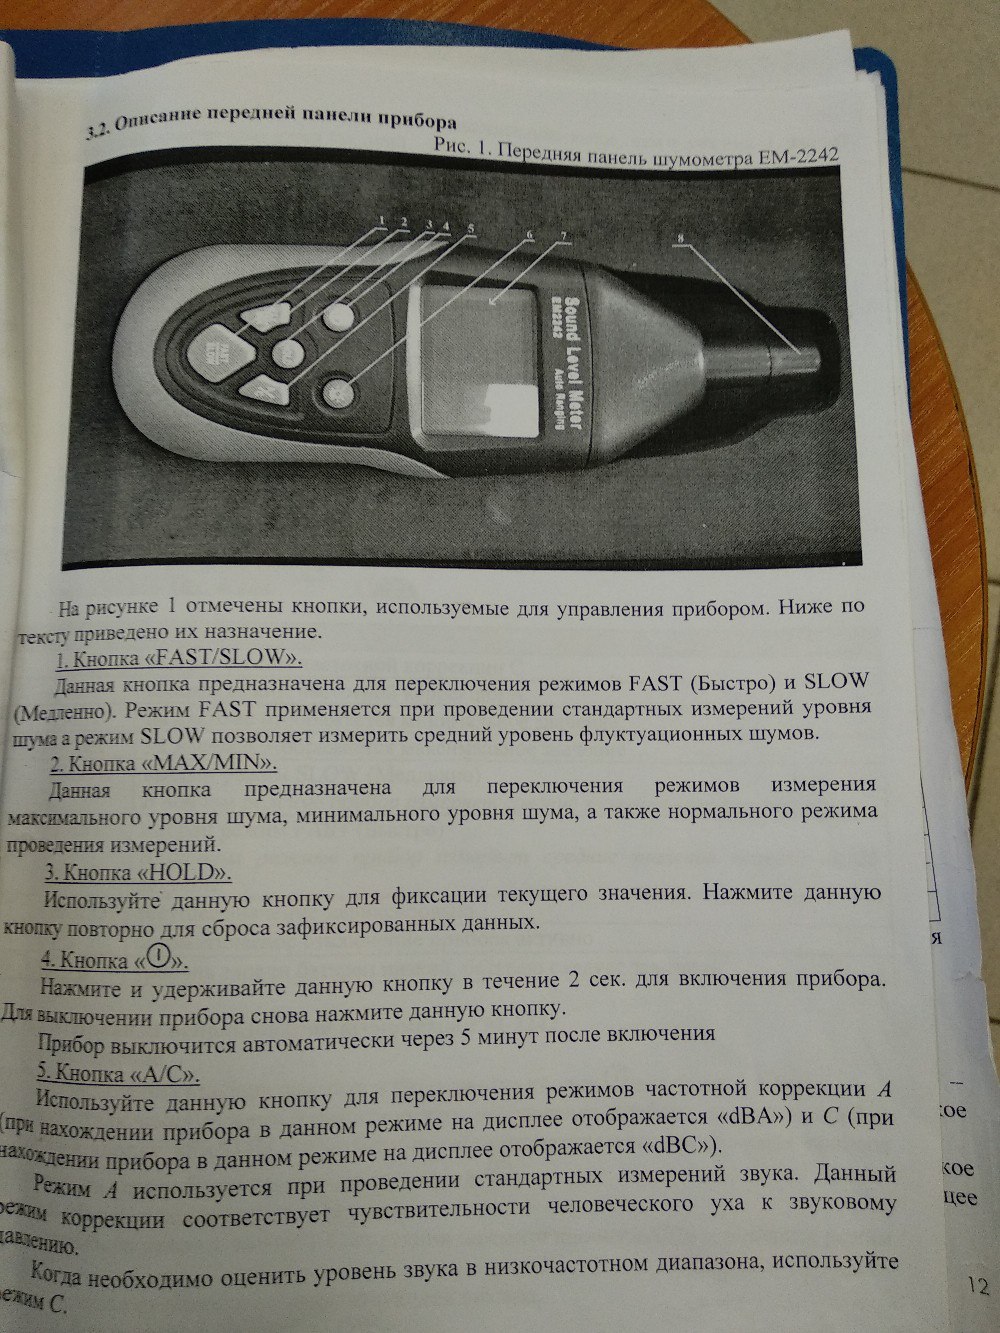 3.2. Описание передней панели прибора
Рис. 1. Передняя панель шумометра ЕМ-2242
1 2 3 4 5 6 7 8
Sound Level Meter
EM2242
Auto Ranging
На рисунке 1 отмечены кнопки, используемые для управления прибором. Ниже по
тексту приведено их назначение.
1. Кнопка «FAST/SLOW».
Данная кнопка предназначена для переключения режимов FAST (Быстро) и SLOW
(Медленно). Режим FAST применяется при проведении стандартных измерений уровня
шума а режим SLOW позволяет измерить средний уровень флуктуационных шумов.
2. Кнопка «MAX/MIN».
Данная кнопка предназначена для переключения режимов измерения
максимального уровня шума, минимального уровня шума, а также нормального режима
проведения измерений.
3. Кнопка «HOLD».
Используйте данную кнопку для фиксации текущего значения. Нажмите данную
кнопку повторно для сброса зафиксированных данных.
4. Кнопка «».
Нажмите и удерживайте данную кнопку в течение 2 сек. для включения прибора.
Для выключении прибора снова нажмите данную кнопку.
Прибор выключится автоматически через 5 минут после включения
5. Кнопка «A/C».
Используйте данную кнопку для переключения режимов частотной коррекции A
(при нахождении прибора в данном режиме на дисплее отображается «dBA») и C (при
нахождении прибора в данном режиме на дисплее отображается «dBC»).
Режим A используется при проведении стандартных измерений звука. Данный
режим коррекции соответствует чувствительности человеческого уха к звуковому
давлению.
Когда необходимо оценить уровень звука в низкочастотном диапазона, используйте
режим C.
я
кое
кое
щее
12